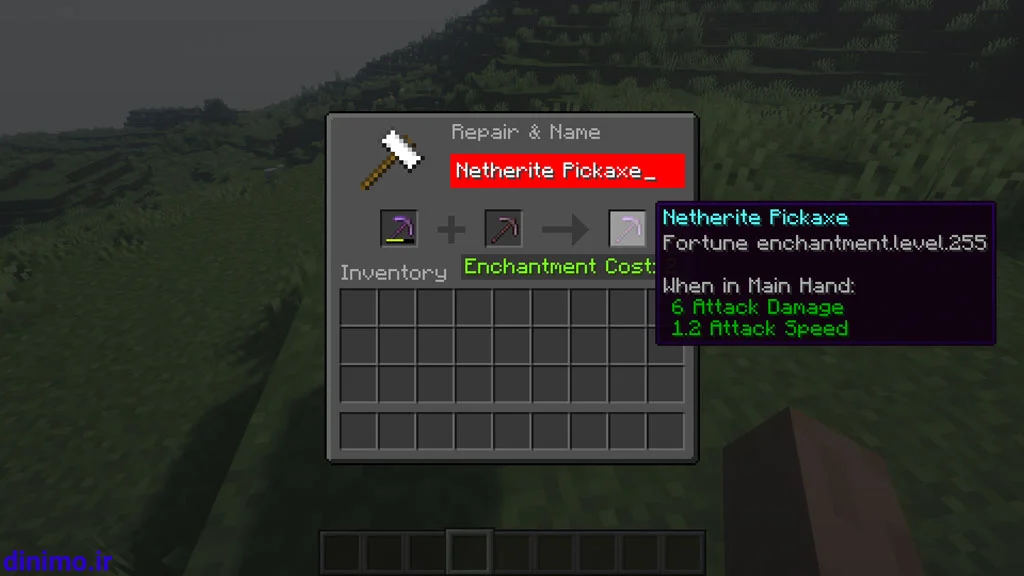 Repair & Name
Netherite Pickaxe_
Netherite Pickaxe
Fortune enchantment.level.255
Inventory
Enchantment Cost:
When in Main Hand:
6 Attack Damage
1.2 Attack Speed
dinimo.ir